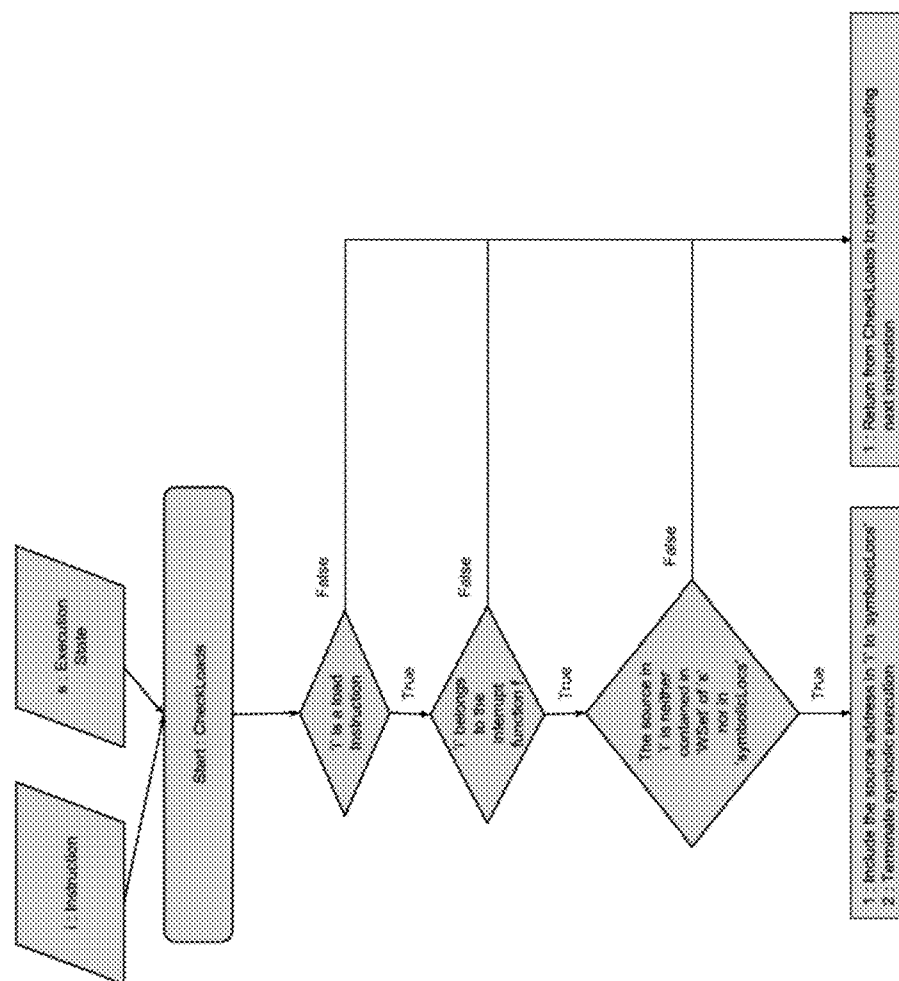 i : Instruction
s : Execution
State
Start : CheckLoads
'i' is a load
Instruction
False
True
'i' belongs
to the
interrupt
function f
False
True
The source in
'i' is neither
contained in
WSet of 's'
nor in
'symbolicLocs'
False
True
1 : Include the source address in 'i' to 'symbolicLocs'
2 : Terminate symbolic execution
1 : Return from CheckLoads to continue executing
next instruction